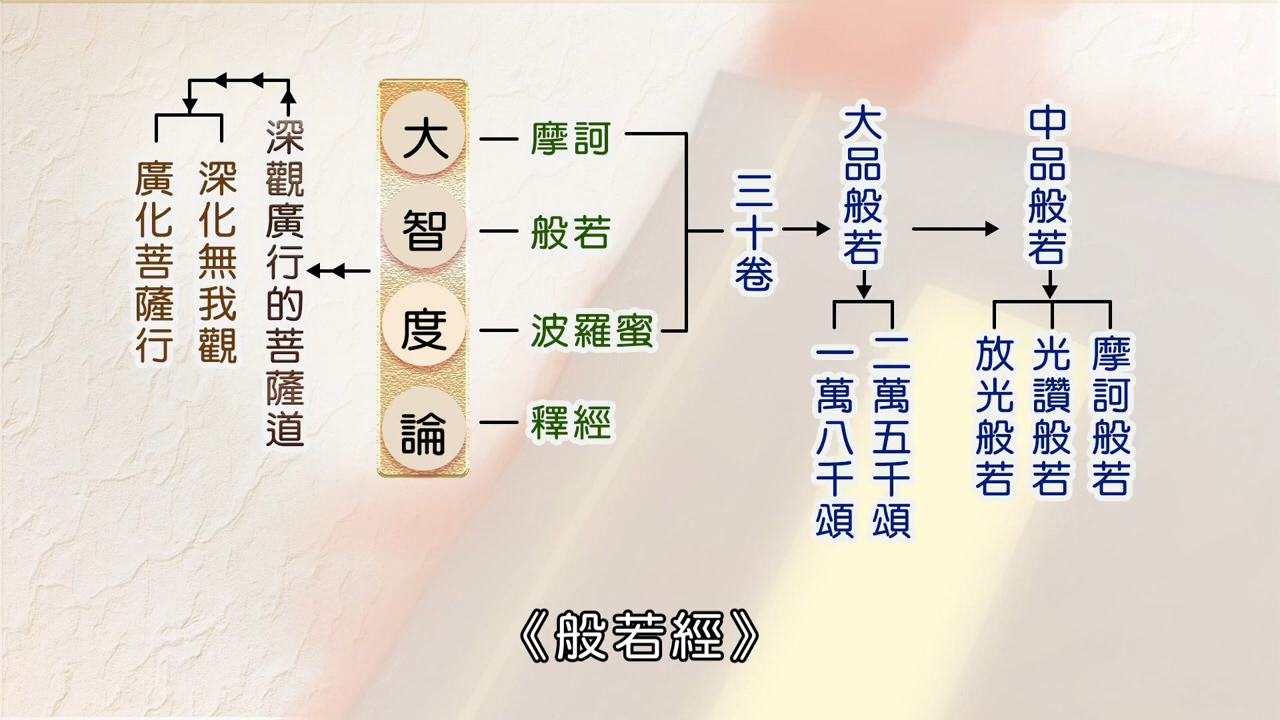 大智度論
摩訶
般若
波羅蜜
釋經
三十卷
大品般若
二萬五千頌
一萬八千頌
中品般若
摩訶般若
光讚般若
放光般若
深觀廣行的菩薩道
深化無我觀
廣化菩薩行
《般若經》